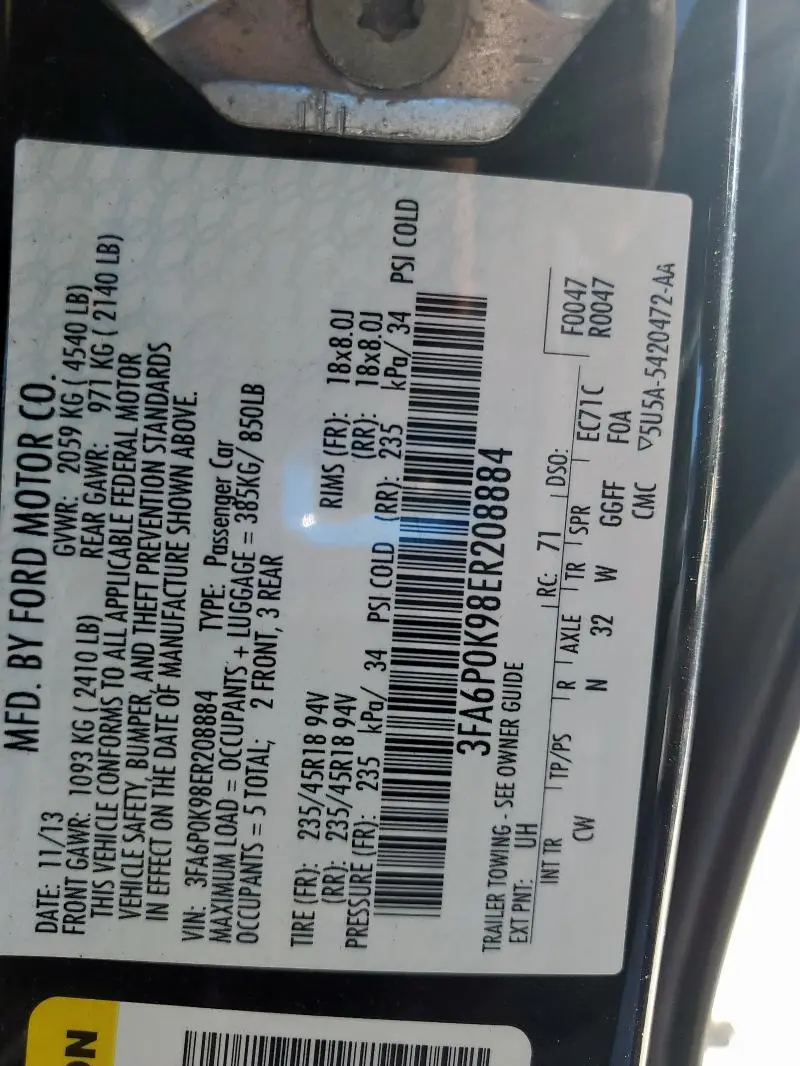 MFD. BY FORD MOTOR CO.
DATE: 11/13 GVWR: 2059 KG ( 4540 LB)
FRONT GAWR: 1093 KG ( 2410 LB) REAR GAWR: 971 KG ( 2140 LB)
THIS VEHICLE CONFORMS TO ALL APPLICABLE FEDERAL MOTOR
VEHICLE SAFETY, BUMPER, AND THEFT PREVENTION STANDARDS
IN EFFECT ON THE DATE OF MANUFACTURE SHOWN ABOVE.
VIN: 3FA6P0K98ER208884 TYPE: Passenger Car
MAXIMUM LOAD = OCCUPANTS + LUGGAGE = 385KG/ 850LB
OCCUPANTS = 5 TOTAL; 2 FRONT, 3 REAR
TIRE (FR): 235/45R18 94V RIMS (FR): 18x8.0J
(RR): 235/45R18 94V (RR): 18x8.0J
PRESSURE (FR): 235 kPa/ 34 PSI COLD (RR): 235 kPa/ 34 PSI COLD
3FA6P0K98ER208884
TRAILER TOWING - SEE OWNER GUIDE
EXT PNT: UH RC: 71 DSO: F0047
R0047
INT TR TP/PS R AXLE TR SPR EC71C
CW N 32 W GGFF F0A
CMC ▽5U5A-5420472-AA
ON